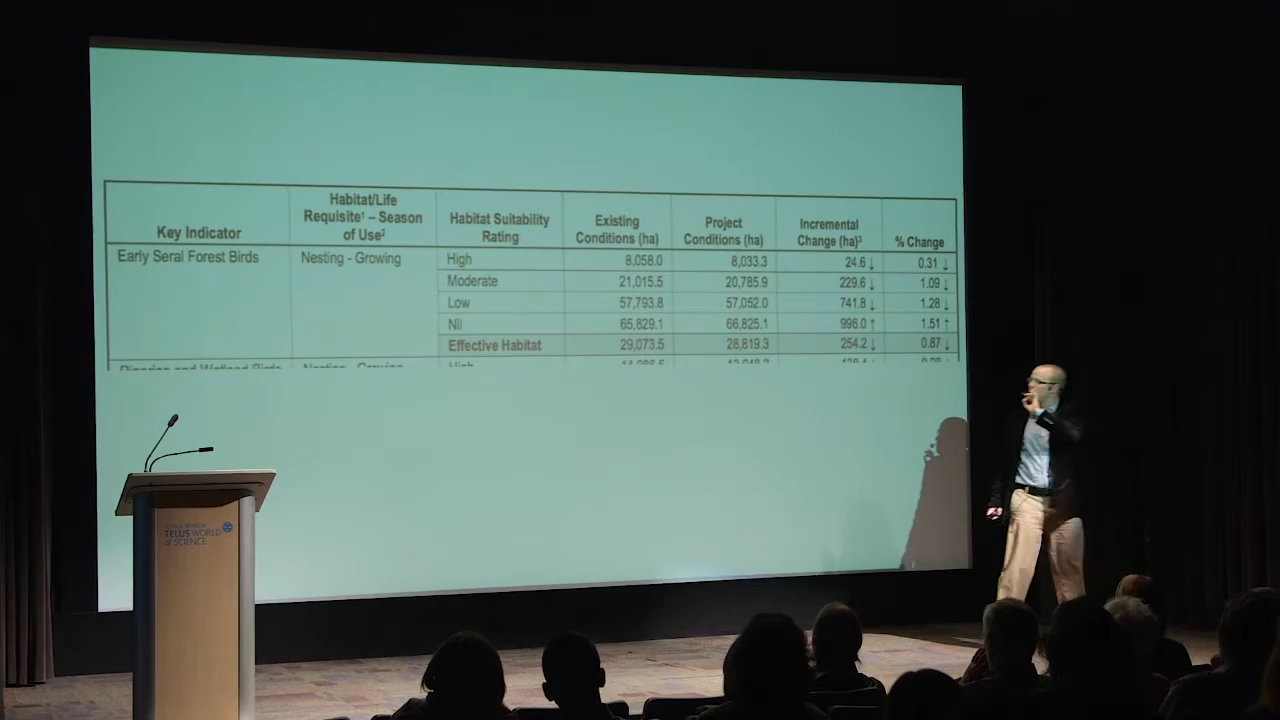 Habitat/Life
Requisite¹ – Season
of Use²
Key Indicator
Habitat Suitability
Rating
Existing
Conditions (ha)
Project
Conditions (ha)
Incremental
Change (ha)³
% Change
Early Seral Forest Birds Nesting - Growing High 8,058.0 8,033.3 24.6 ↓ 0.31 ↓
Moderate 21,015.5 20,785.9 229.6 ↓ 1.09 ↓
Low 57,793.8 57,052.0 741.8 ↓ 1.28 ↓
Nil 65,829.1 66,825.1 996.0 ↑ 1.51 ↑
Effective Habitat 29,073.5 28,819.3 254.2 ↓ 0.87 ↓
TELUS WORLD
of SCIENCE